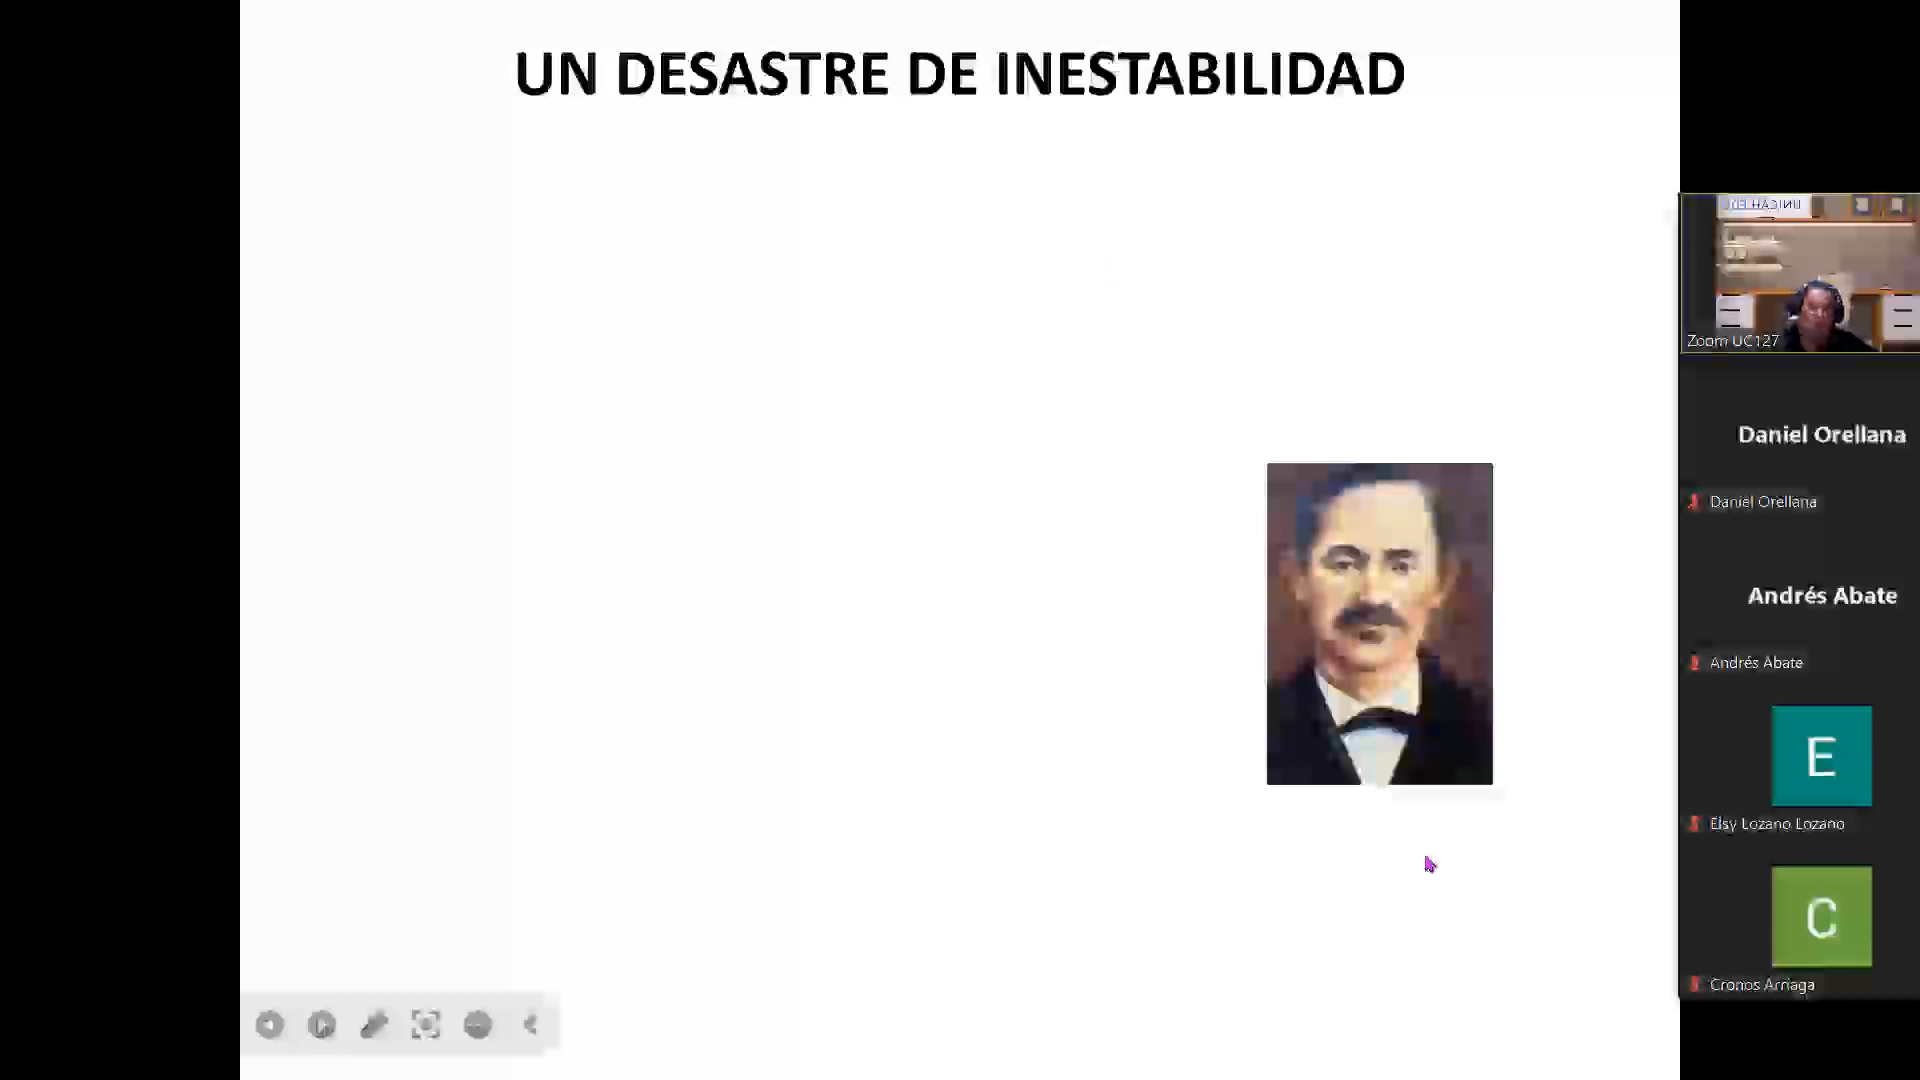 UN DESASTRE DE INESTABILIDAD
Zoom UC127
Daniel Orellana
Daniel Orellana
Andrés Abate
Andrés Abate
E
Elsy Lozano Lozano
C
Cronos Arriaga